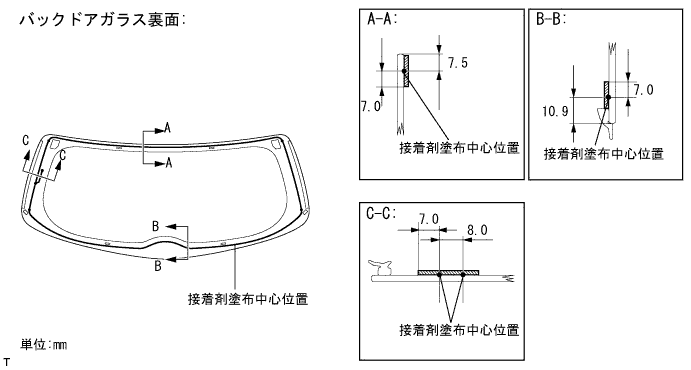 バックドアガラス裏面:
A
A
C
C
B
B
接着剤塗布中心位置
単位:mm
T
A-A:
7.5
7.0
接着剤塗布中心位置
B-B:
7.0
10.9
接着剤塗布中心位置
C-C:
7.0
8.0
接着剤塗布中心位置